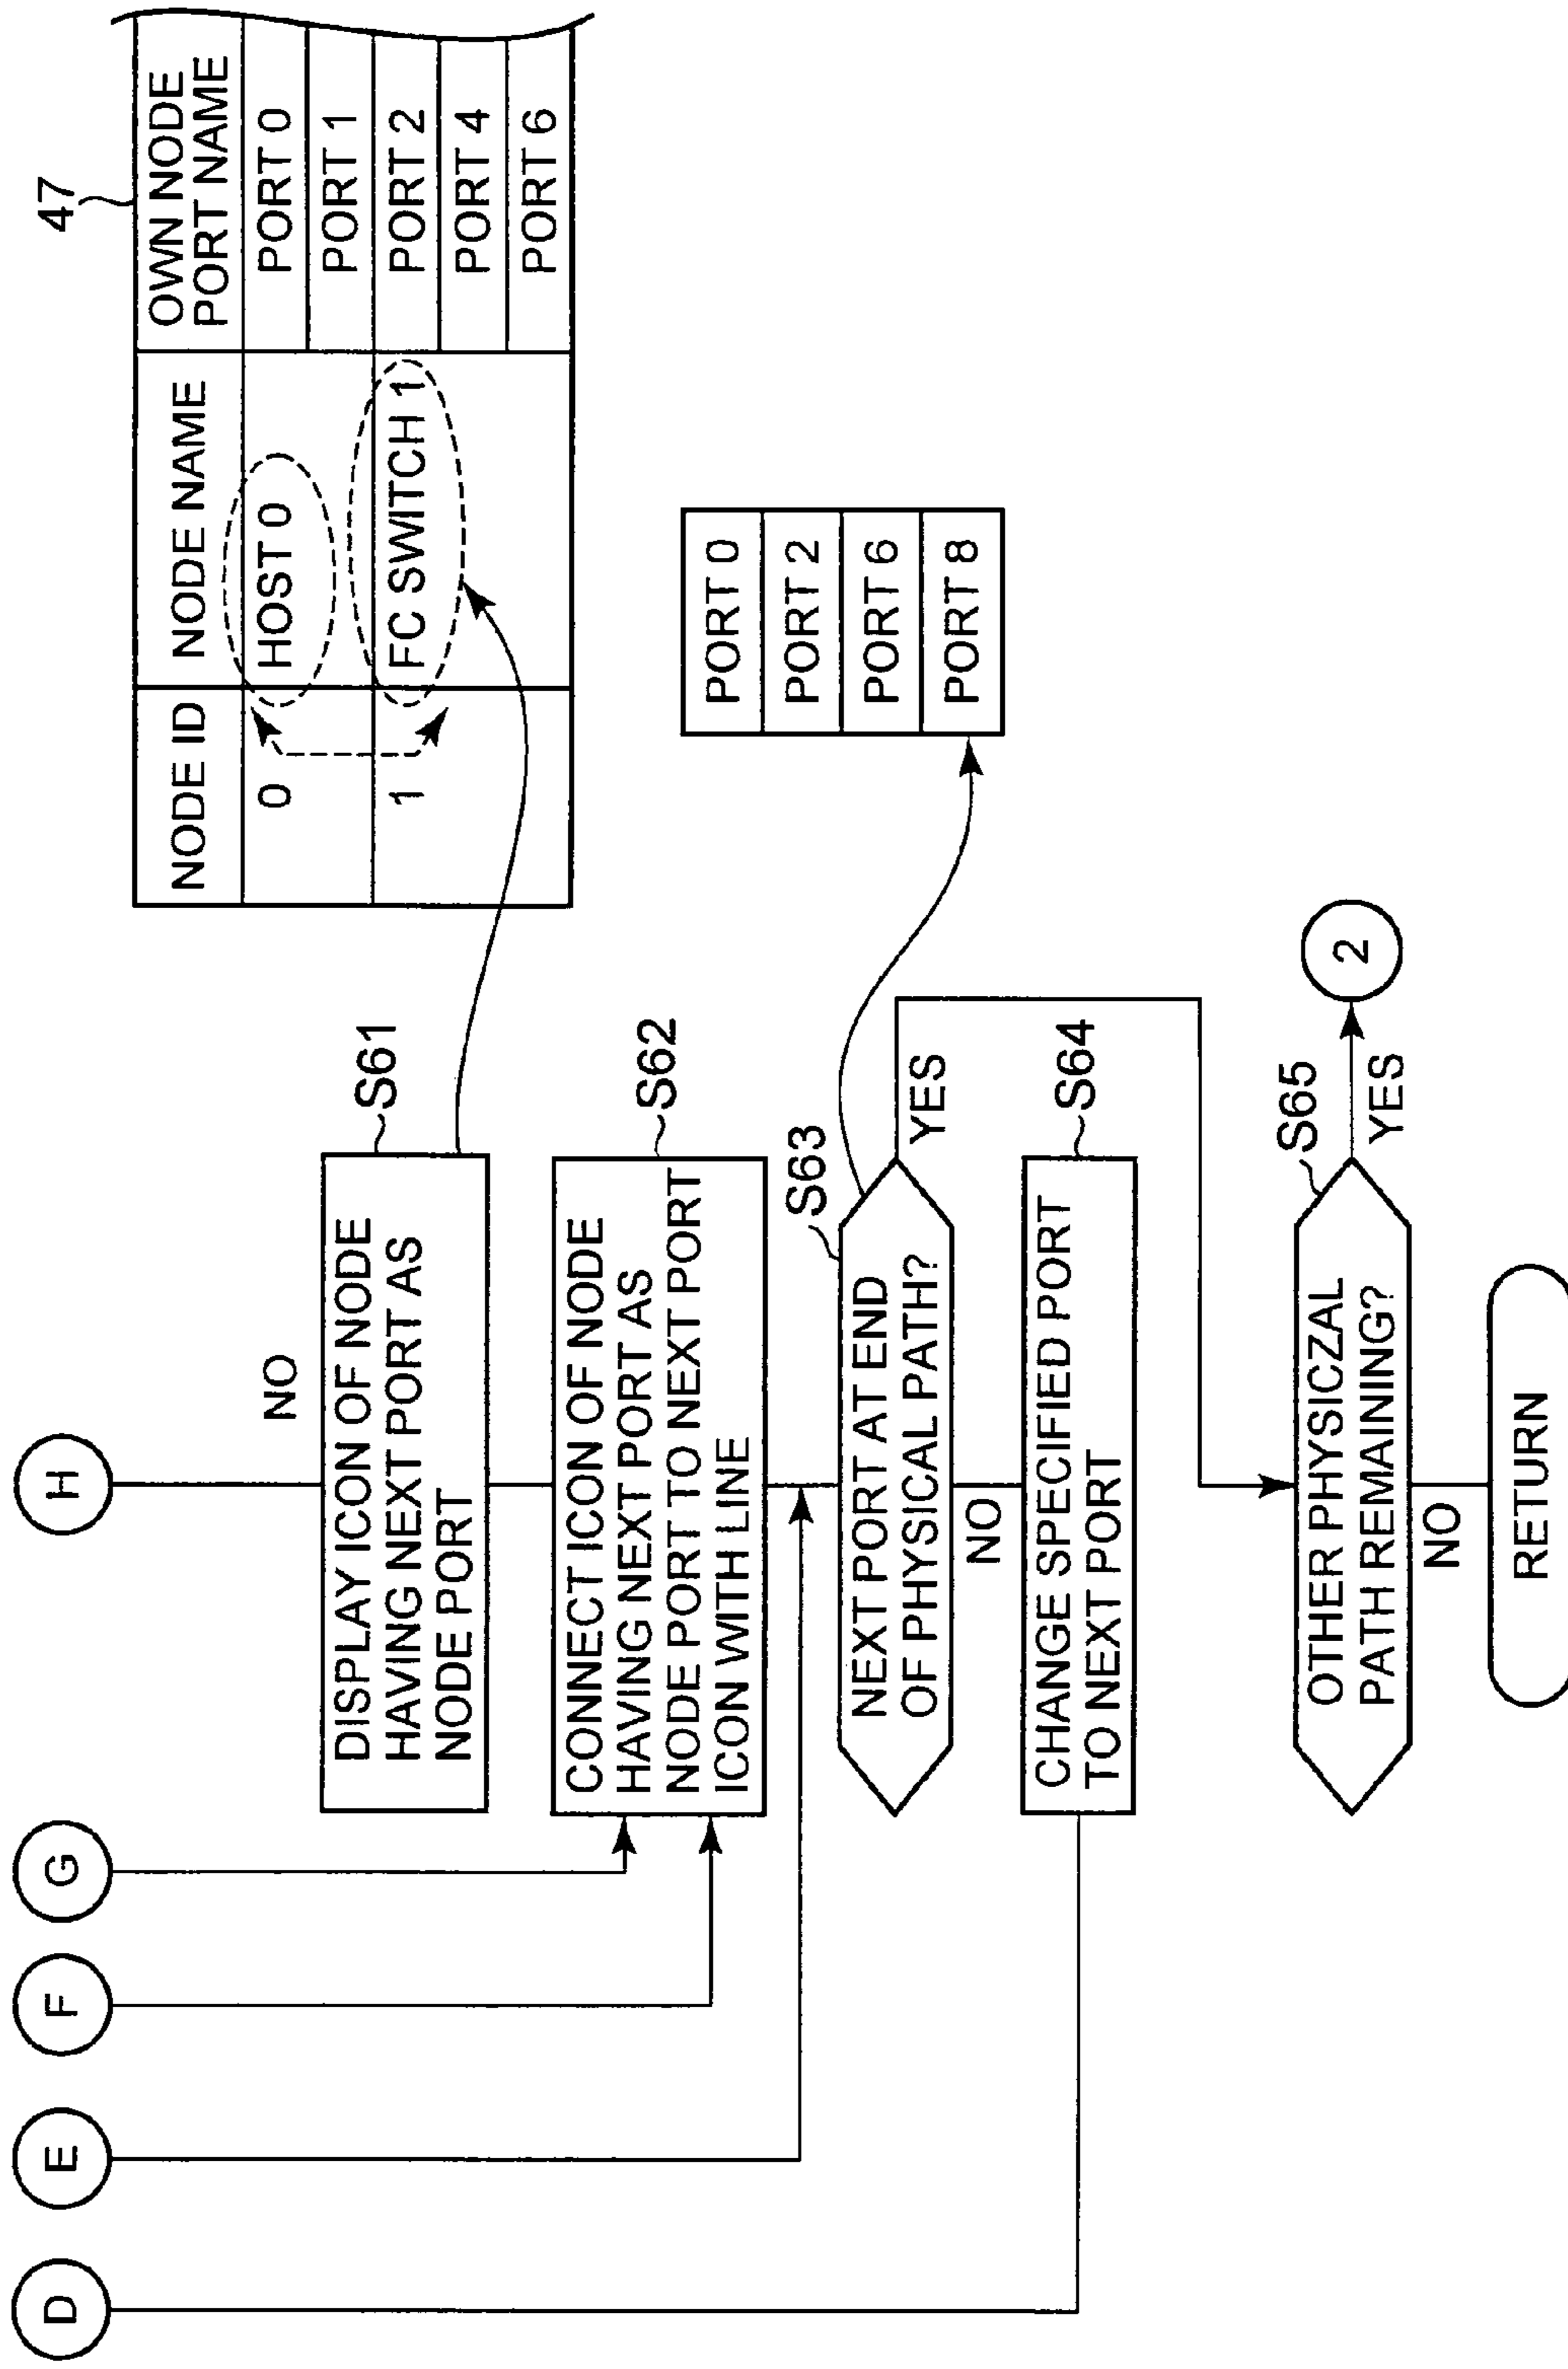 D
E
F
G
H
NO
DISPLAY ICON OF NODE
HAVING NEXT PORT AS
NODE PORT
S61
CONNECT ICON OF NODE
HAVING NEXT PORT AS
NODE PORT TO NEXT PORT
ICON WITH LINE
S62
NEXT PORT AT END
OF PHYSICAL PATH?
S63
YES
NO
CHANGE SPECIFIED PORT
TO NEXT PORT
S64
OTHER PHYSICZAL
PATH REMAINING?
S65
YES
2
NO
RETURN
47
NODE ID NODE NAME OWN NODE
PORT NAME
0 HOST 0 PORT 0
PORT 1
1 FC SWITCH 1 PORT 2
PORT 4
PORT 6
PORT 0
PORT 2
PORT 6
PORT 8